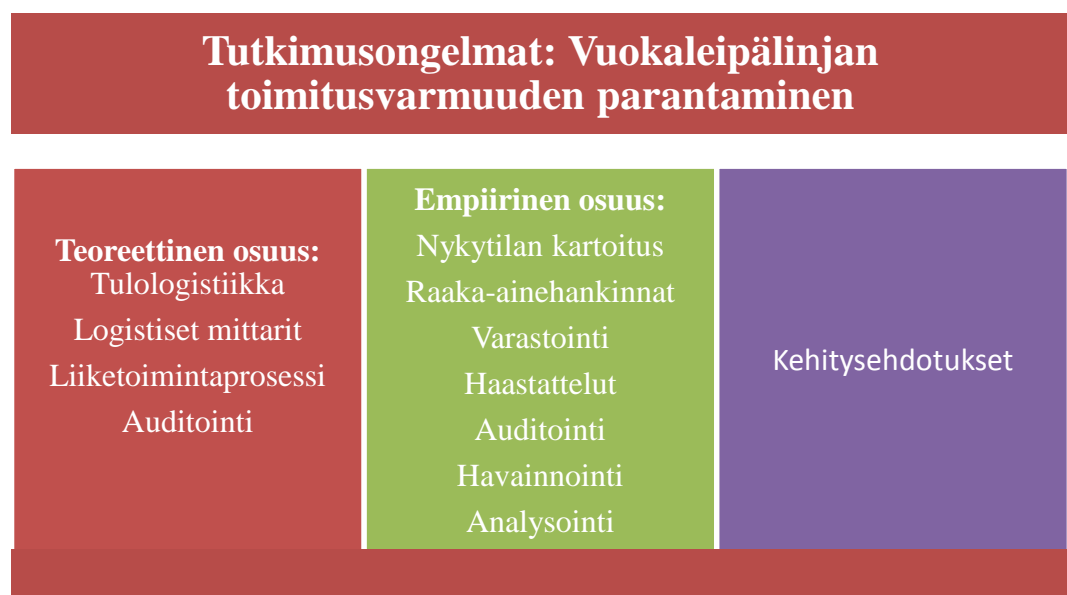 Tutkimusongelmat: Vuokaleipälinjan
toimitusvarmuuden parantaminen
Teoreettinen osuus:
Tulologistiikka
Logistiset mittarit
Liiketoimintaprosessi
Auditointi
Empiirinen osuus:
Nykytilan kartoitus
Raaka-ainehankinnat
Varastointi
Haastattelut
Auditointi
Havainnointi
Analysointi
Kehitysehdotukset